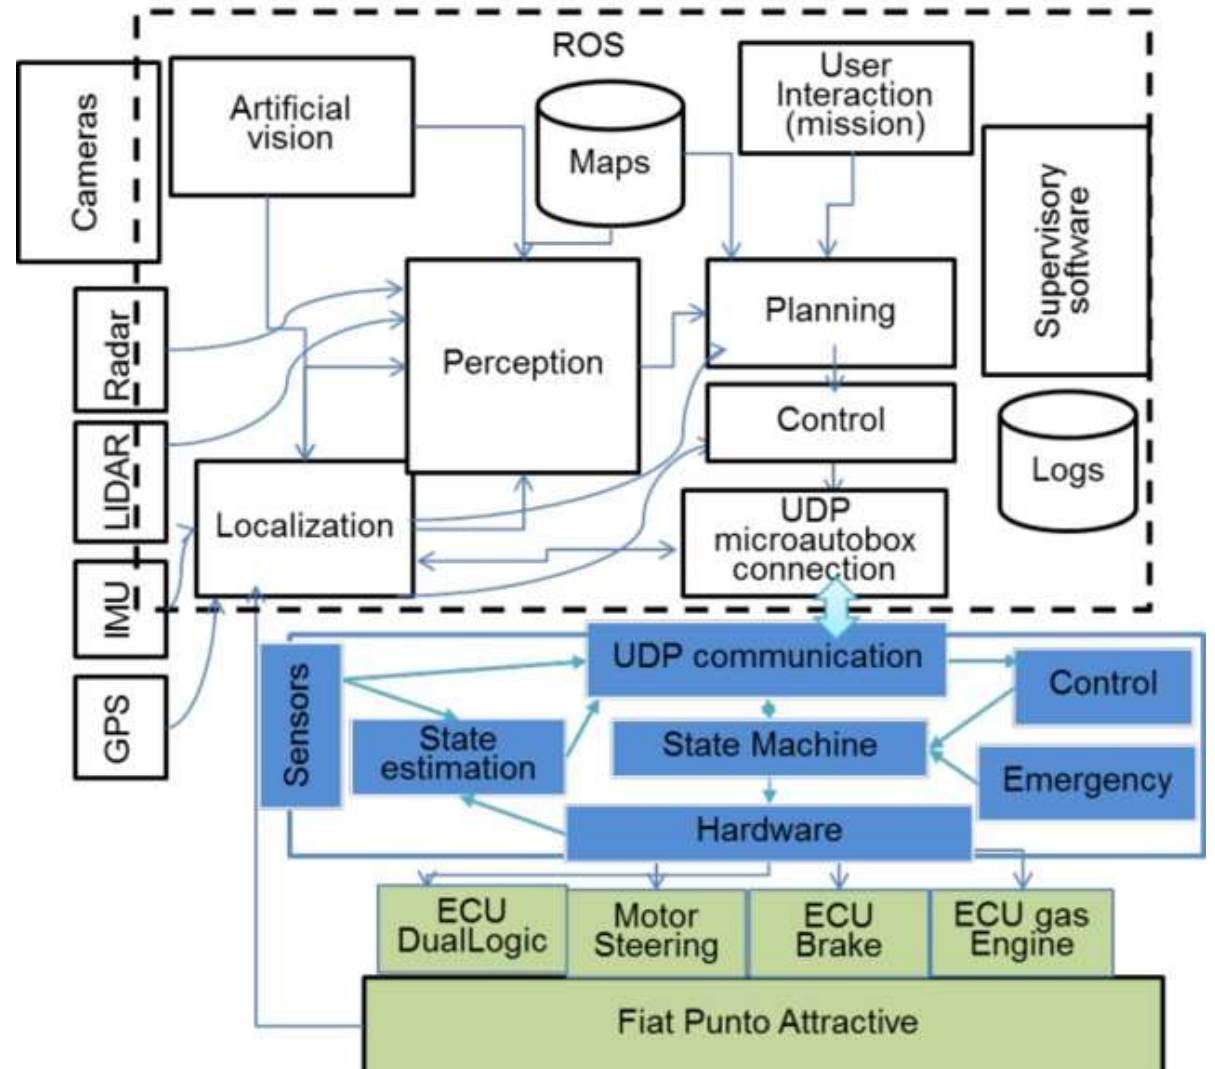 ROS
Cameras
Artificial
vision
Maps
User
Interaction
(mission)
Supervisory
software
Radar
Perception
Planning
LIDAR
Control
Logs
Localization
UDP
microautobox
connection
IMU
GPS
Sensors
UDP communication
Control
State
estimation
State Machine
Emergency
Hardware
ECU
DualLogic
Motor
Steering
ECU
Brake
ECU gas
Engine
Fiat Punto Attractive